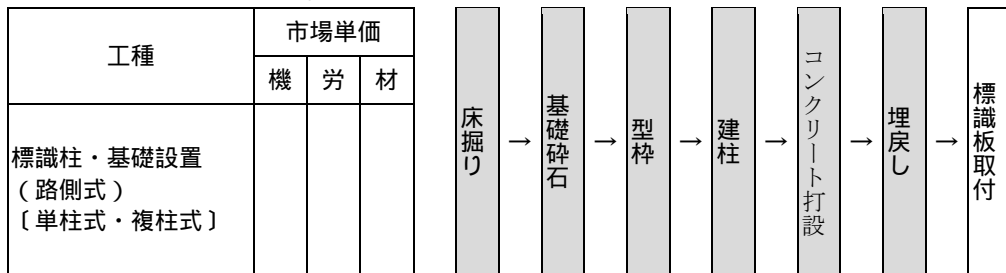 工種
市場単価
機 労 材
標識柱・基礎設置
(路側式)
〔単柱式・複柱式〕
床掘り → 基礎砕石 → 型枠 → 建柱 → コンクリート打設 → 埋戻し → 標識板取付